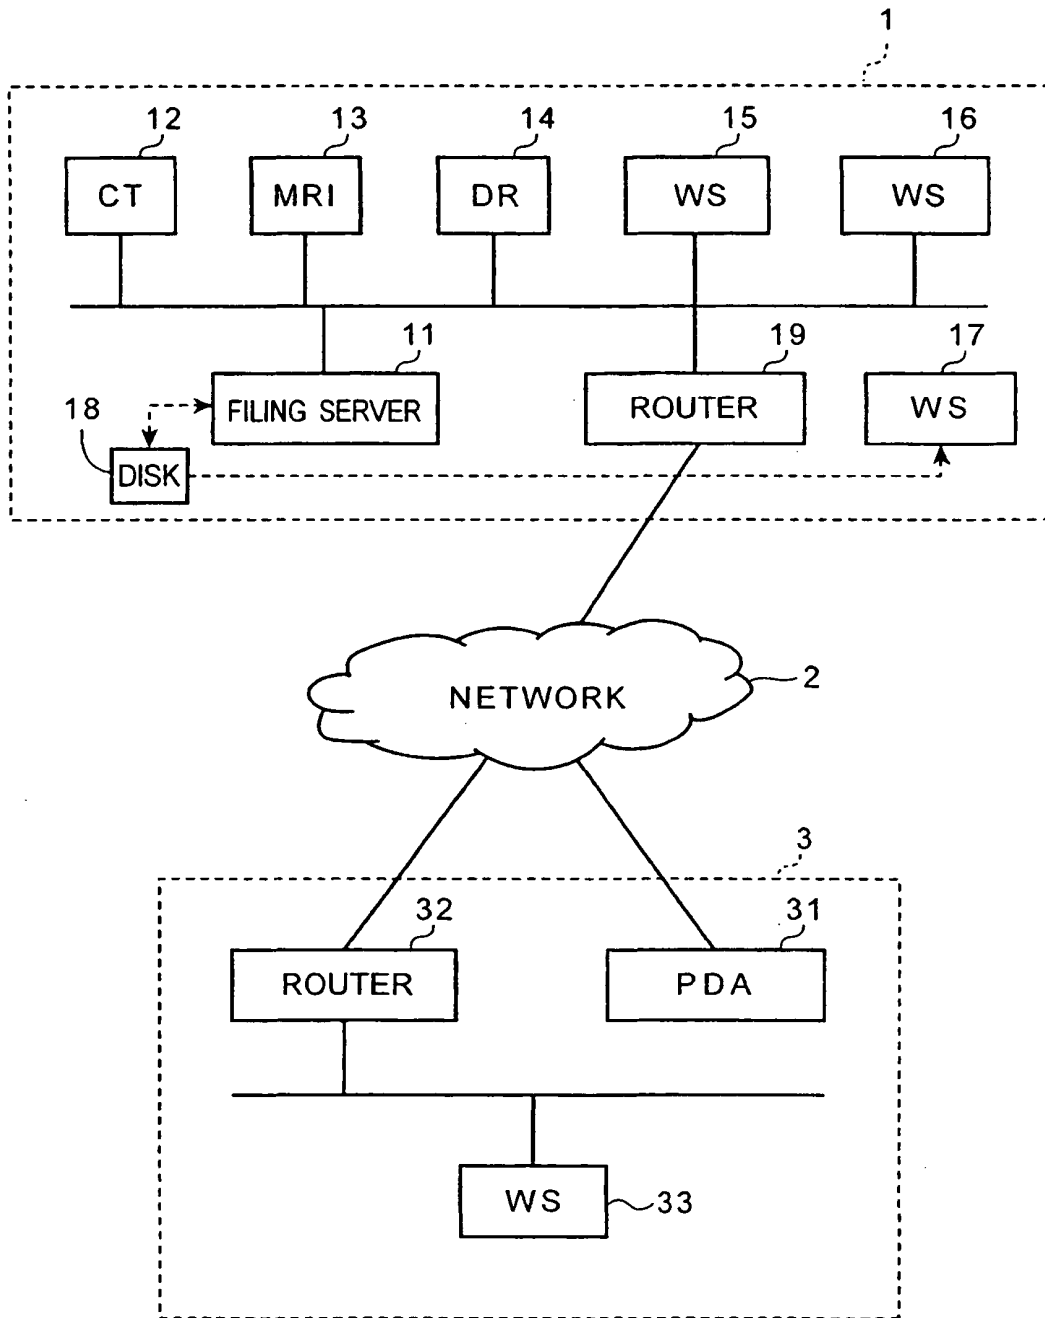 1
12 13 14 15 16
CT MRI DR WS WS
11 19 17
18 FILING SERVER ROUTER WS
DISK
NETWORK 2
3
32 31
ROUTER PDA
WS 33